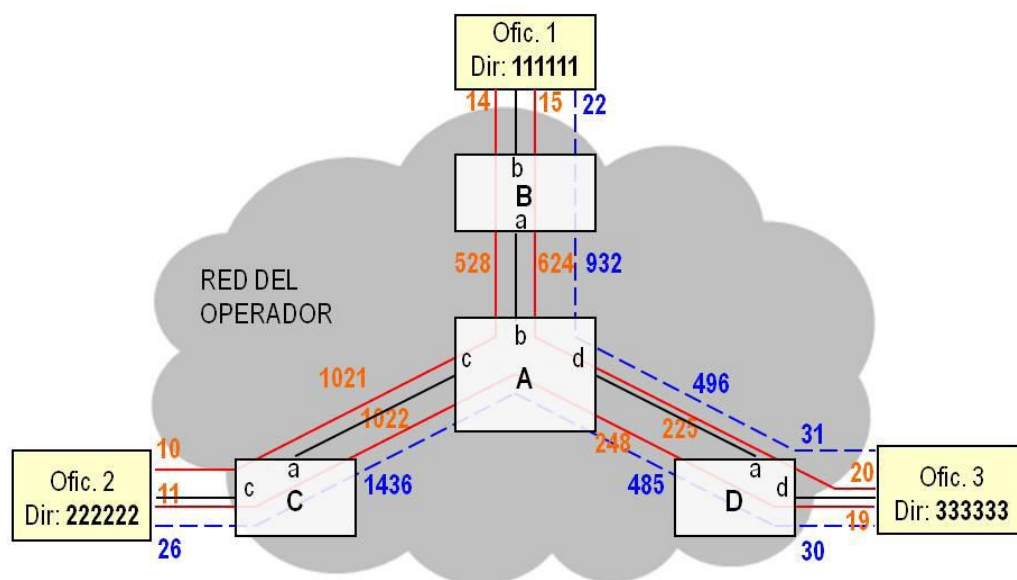 Ofic. 1
Dir: 111111
14
15
22
b
B
a
528
624
932
RED DEL
OPERADOR
b
c
d
A
1021
1022
496
225
248
10
31
Ofic. 2
Dir: 222222
11
c
a
C
1436
485
a
d
D
20
19
Ofic. 3
Dir: 333333
26
30